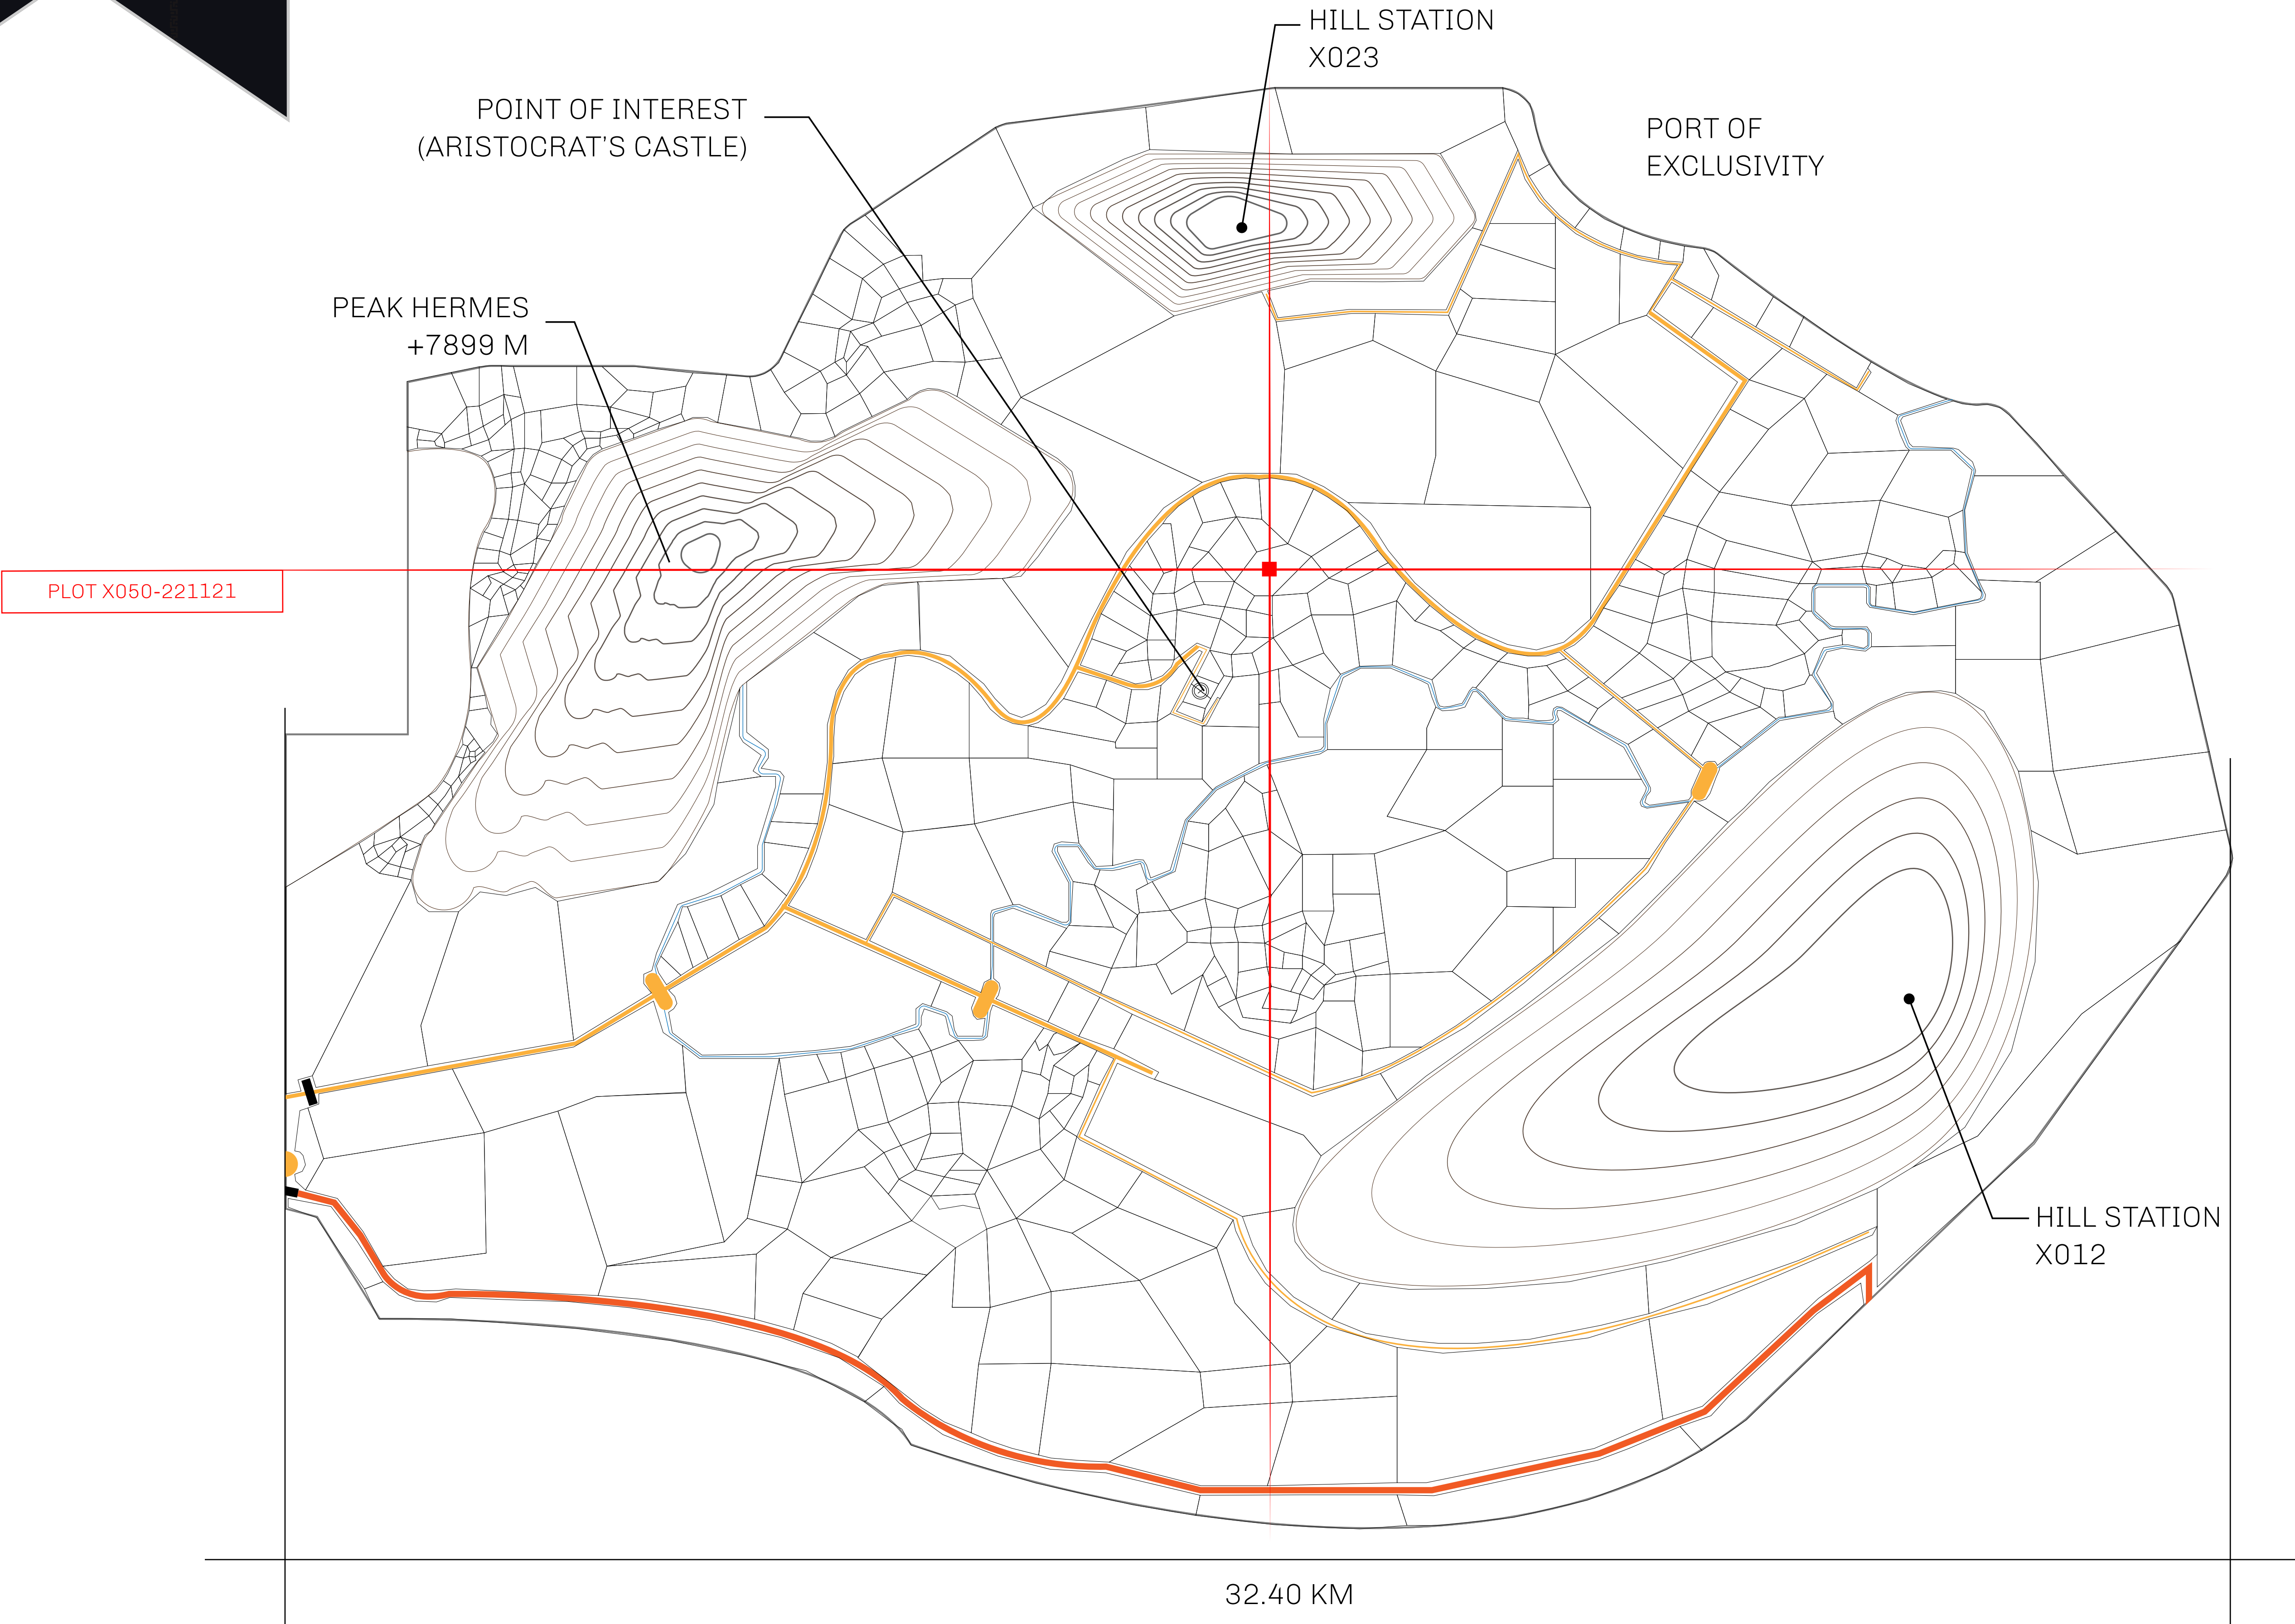 HILL STATION
X023
POINT OF INTEREST
(ARISTOCRAT'S CASTLE)
PORT OF
EXCLUSIVITY
PEAK HERMES
+7899 M
PLOT X050-221121
HILL STATION
X012
32.40 KM